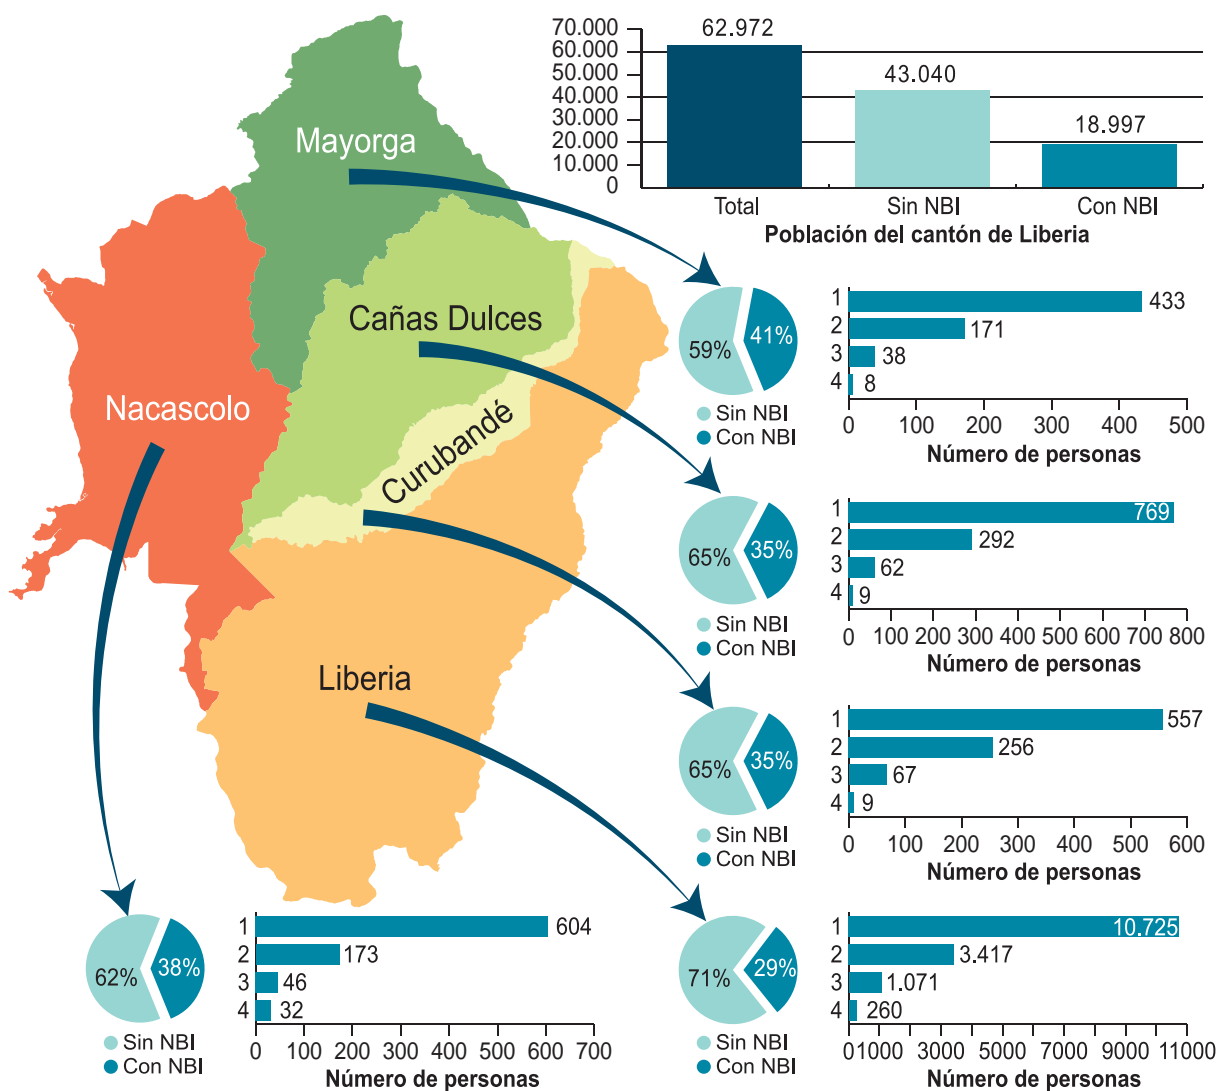 70.000
60.000
50.000
40.000
30.000
20.000
10.000
0
62.972
43.040
18.997
Total
Sin NBI
Con NBI
Población del cantón de Liberia
Mayorga
Cañas Dulces
Nacascolo
Curubandé
Liberia
59%
41%
Sin NBI
Con NBI
1
2
3
4
433
171
38
8
0 100 200 300 400 500
Número de personas
65%
35%
Sin NBI
Con NBI
1
2
3
4
769
292
62
9
0 100 200 300 400 500 600 700 800
Número de personas
65%
35%
Sin NBI
Con NBI
1
2
3
4
557
256
67
9
0 100 200 300 400 500 600
Número de personas
62%
38%
Sin NBI
Con NBI
1
2
3
4
604
173
46
32
0 100 200 300 400 500 600 700
Número de personas
71%
29%
Sin NBI
Con NBI
1
2
3
4
10.725
3.417
1.071
260
0 1000 3000 5000 7000 9000 11000
Número de personas